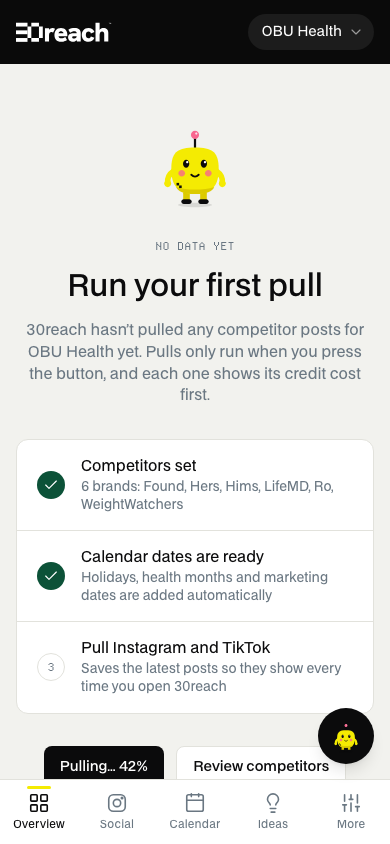 30reach
OBU Health
NO DATA YET
Run your first pull
30reach hasn't pulled any competitor posts for
OBU Health yet. Pulls only run when you press
the button, and each one shows its credit cost
first.
Competitors set
6 brands: Found, Hers, Hims, LifeMD, Ro,
WeightWatchers
Calendar dates are ready
Holidays, health months and marketing
dates are added automatically
3
Pull Instagram and TikTok
Saves the latest posts so they show every
time you open 30reach
Pulling... 42%
Review competitors
Overview
Social
Calendar
Ideas
More